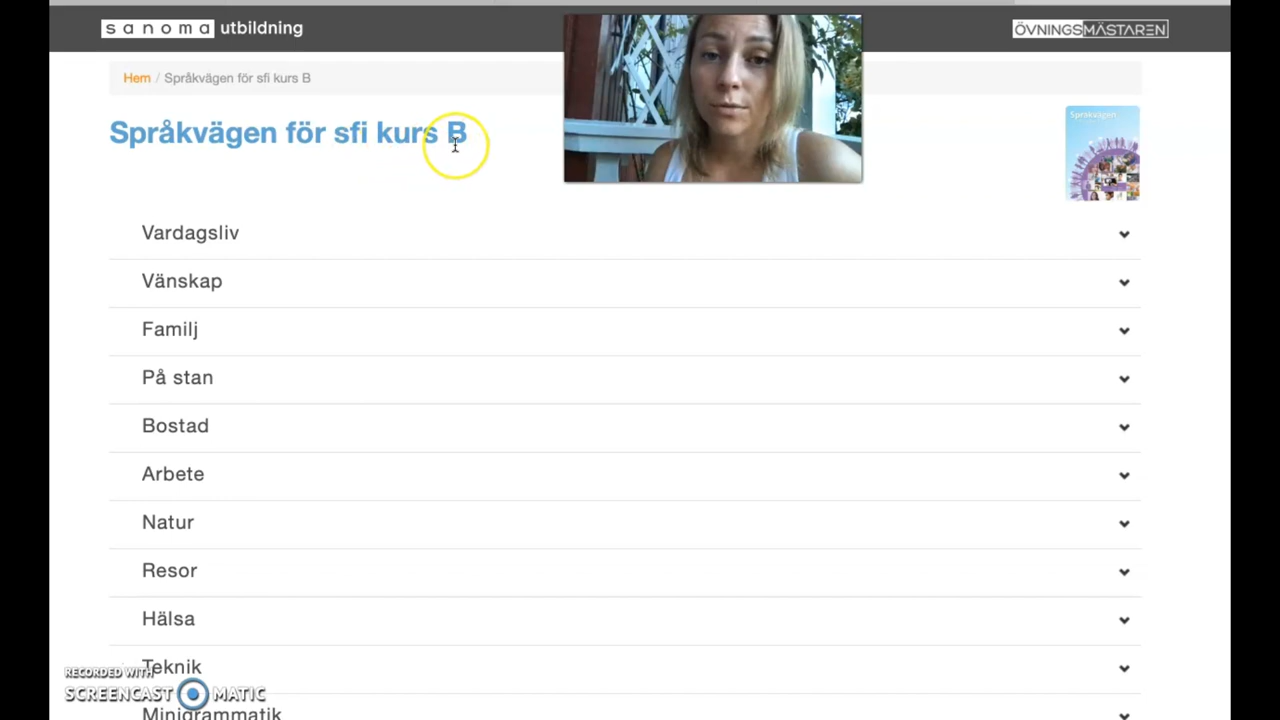 sanoma utbildning
ÖVNINGSMÄSTAREN
Hem / Språkvägen för sfi kurs B
Språkvägen för sfi kurs B
Språkvägen
Vardagsliv
Vänskap
Familj
På stan
Bostad
Arbete
Natur
Resor
Hälsa
Teknik
Minigrammatik
RECORDED WITH
SCREENCAST MATIC